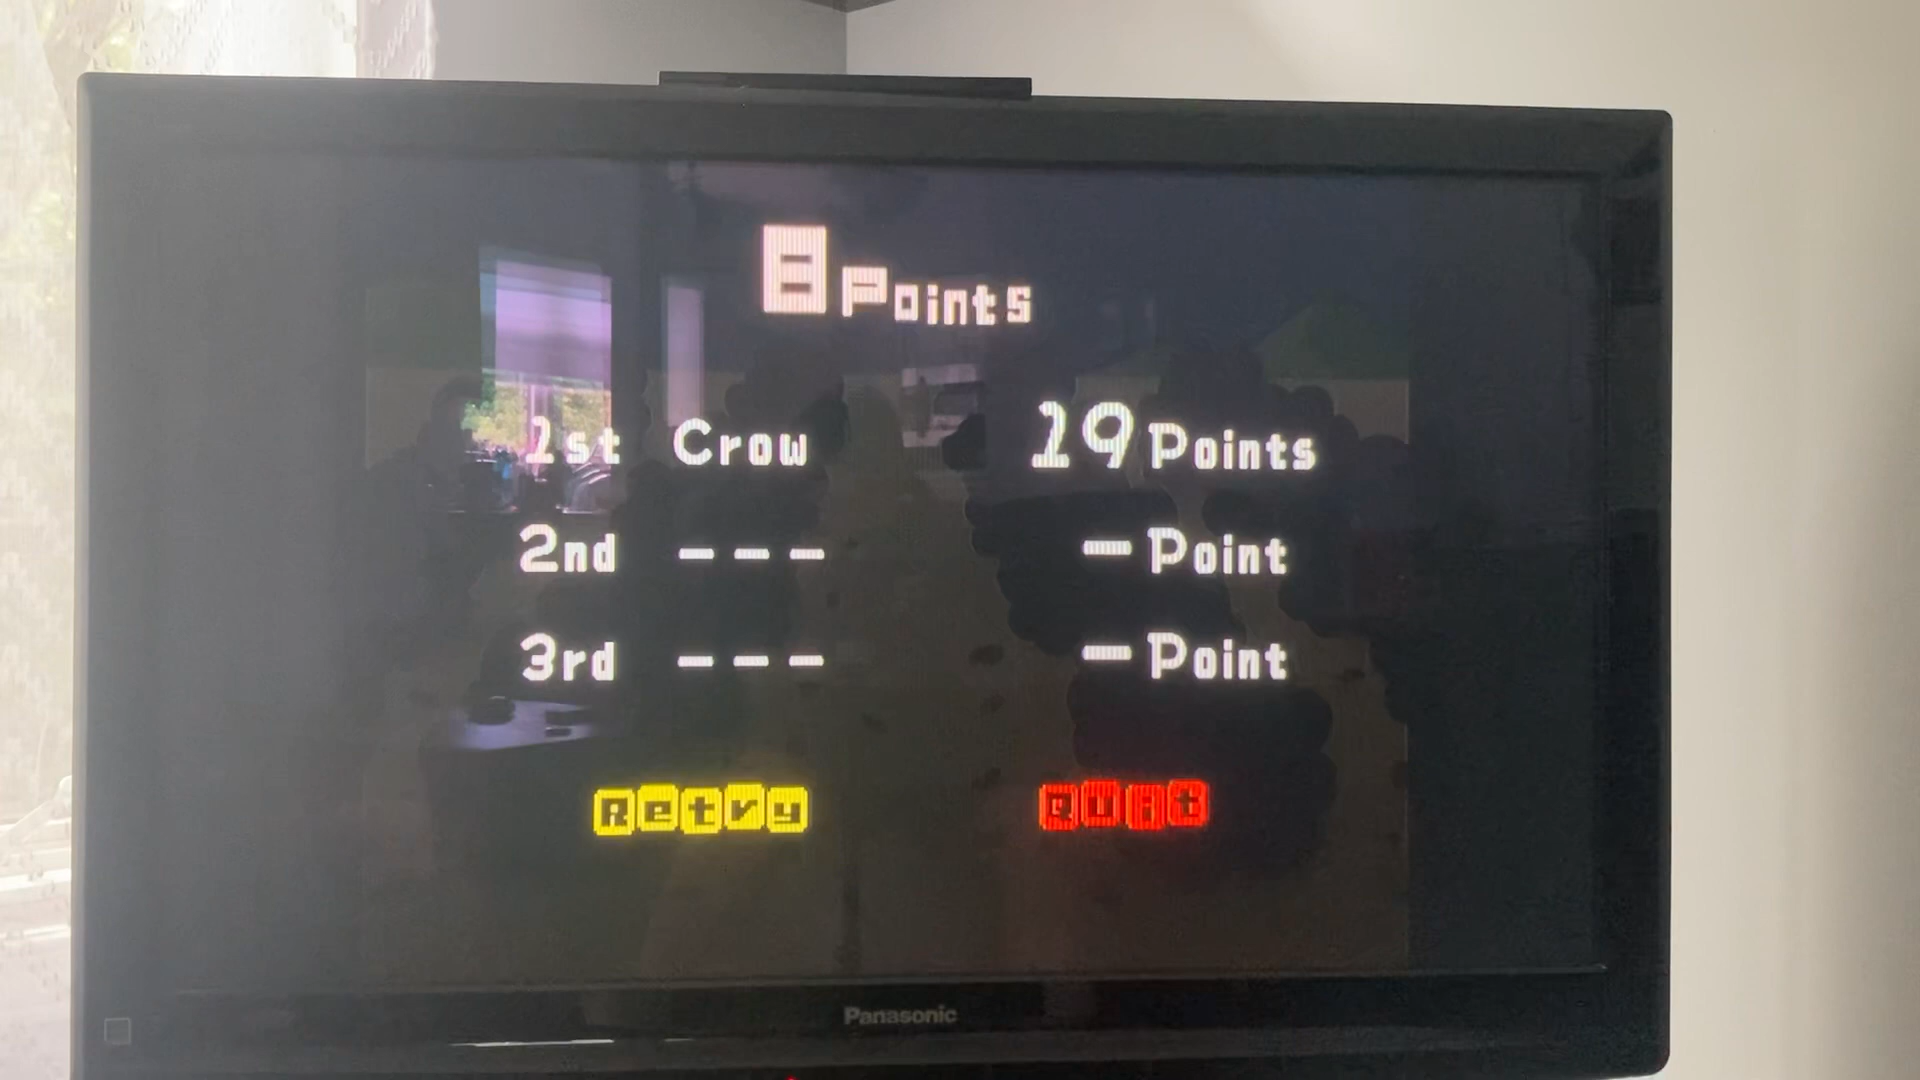 8 Points
1st Crow 19 Points
2nd - - - - Point
3rd - - - - Point
Retry Quit
Panasonic